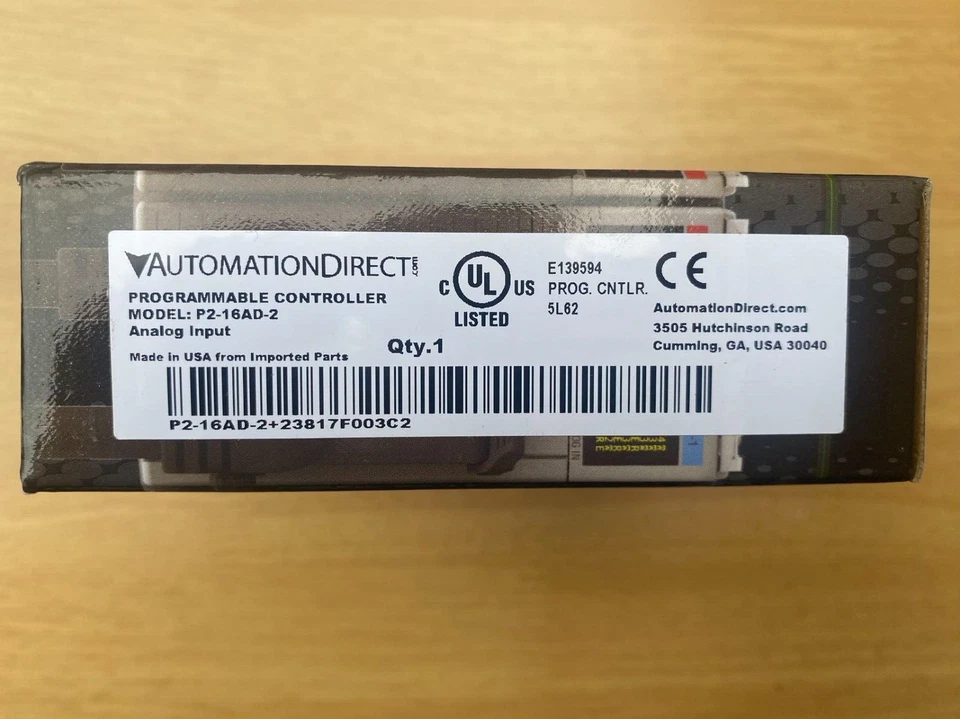 AUTOMATIONDIRECT.COM
PROGRAMMABLE CONTROLLER
MODEL: P2-16AD-2
Analog Input
Made in USA from Imported Parts
Qty.1
C UL US
LISTED
E139594
PROG. CNTLR.
5L62
CE
AutomationDirect.com
3505 Hutchinson Road
Cumming, GA, USA 30040
P2-16AD-2+23817F003C2